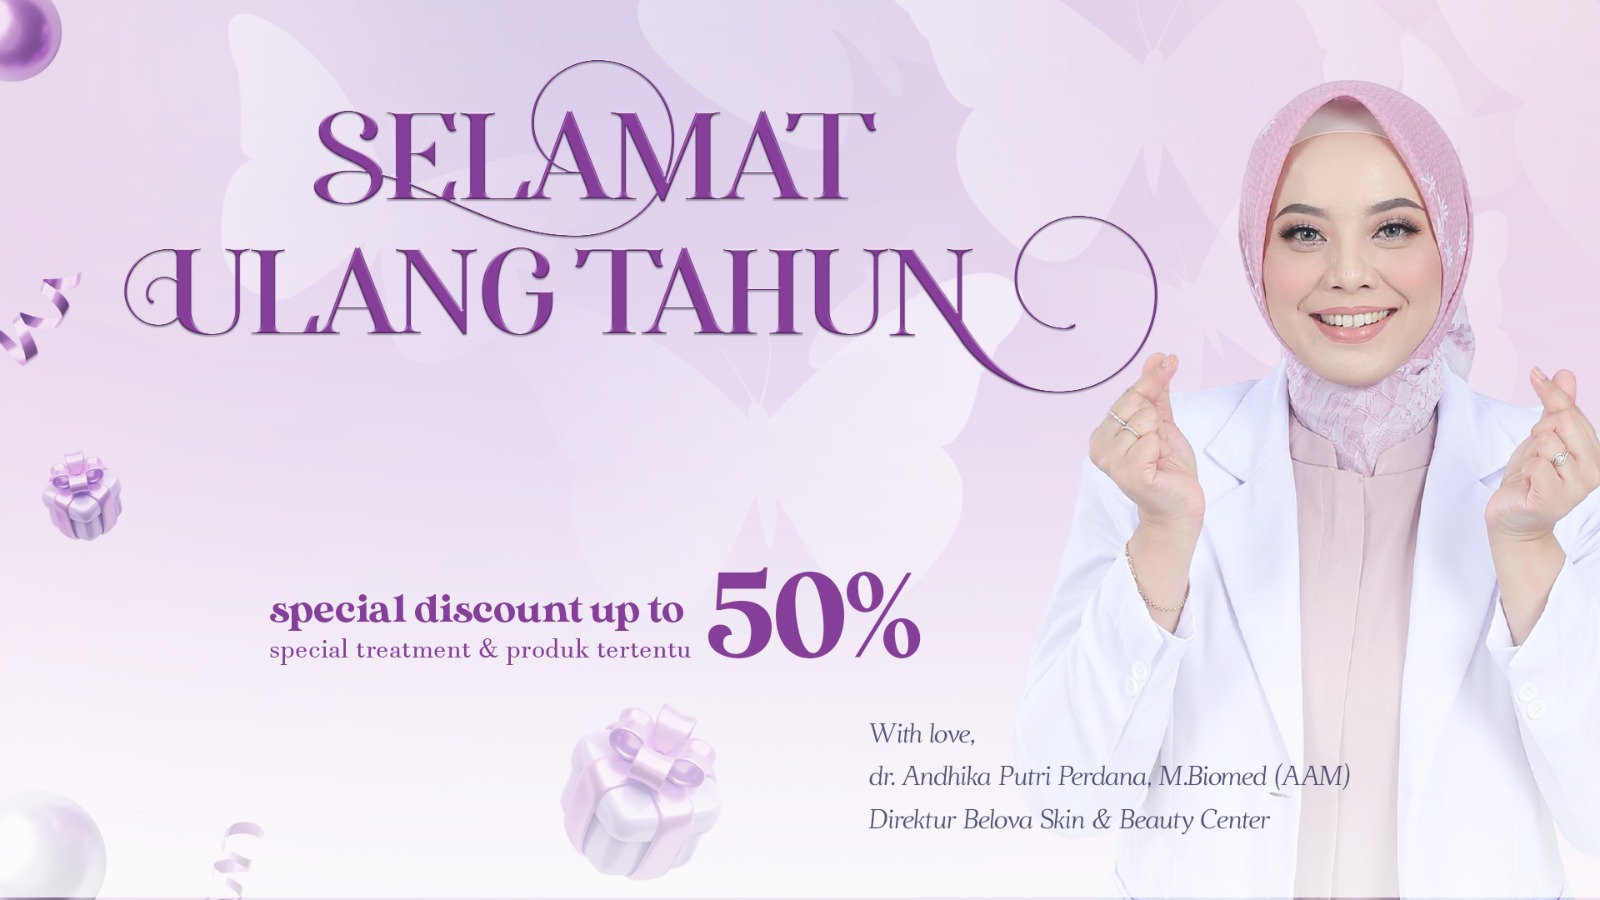 SELAMAT
ULANG TAHUN
special discount up to 50%
special treatment & produk tertentu
With love,
dr. Andhika Putri Perdana, M.Biomed (AAM)
Direktur Belova Skin & Beauty Center